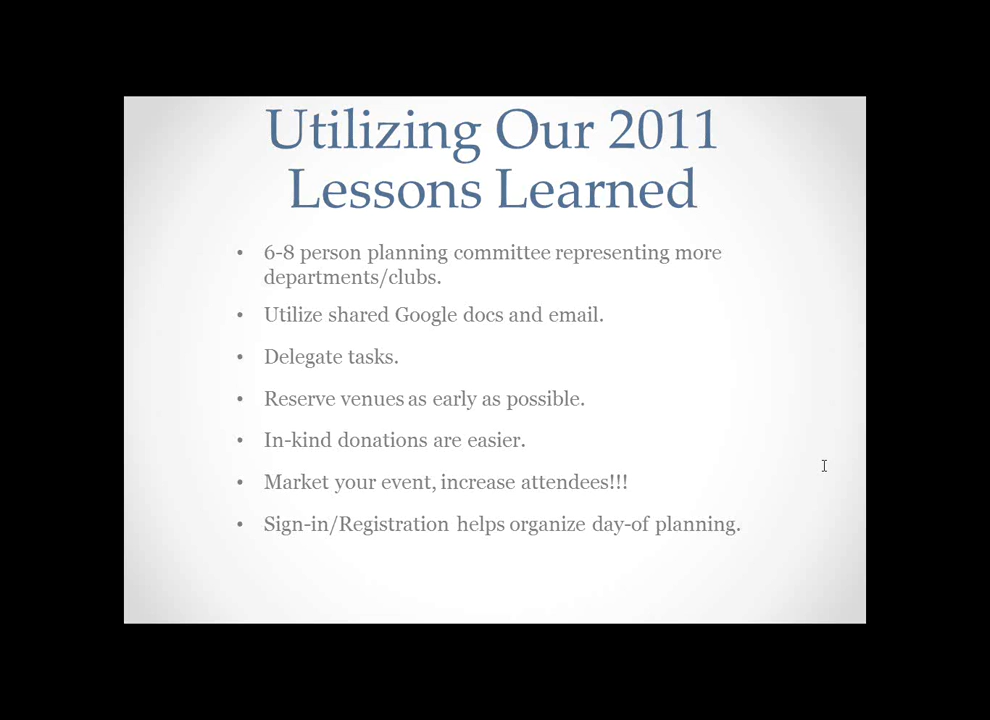 Utilizing Our 2011
Lessons Learned
• 6-8 person planning committee representing more
departments/clubs.
• Utilize shared Google docs and email.
• Delegate tasks.
• Reserve venues as early as possible.
• In-kind donations are easier.
• Market your event, increase attendees!!!
• Sign-in/Registration helps organize day-of planning.